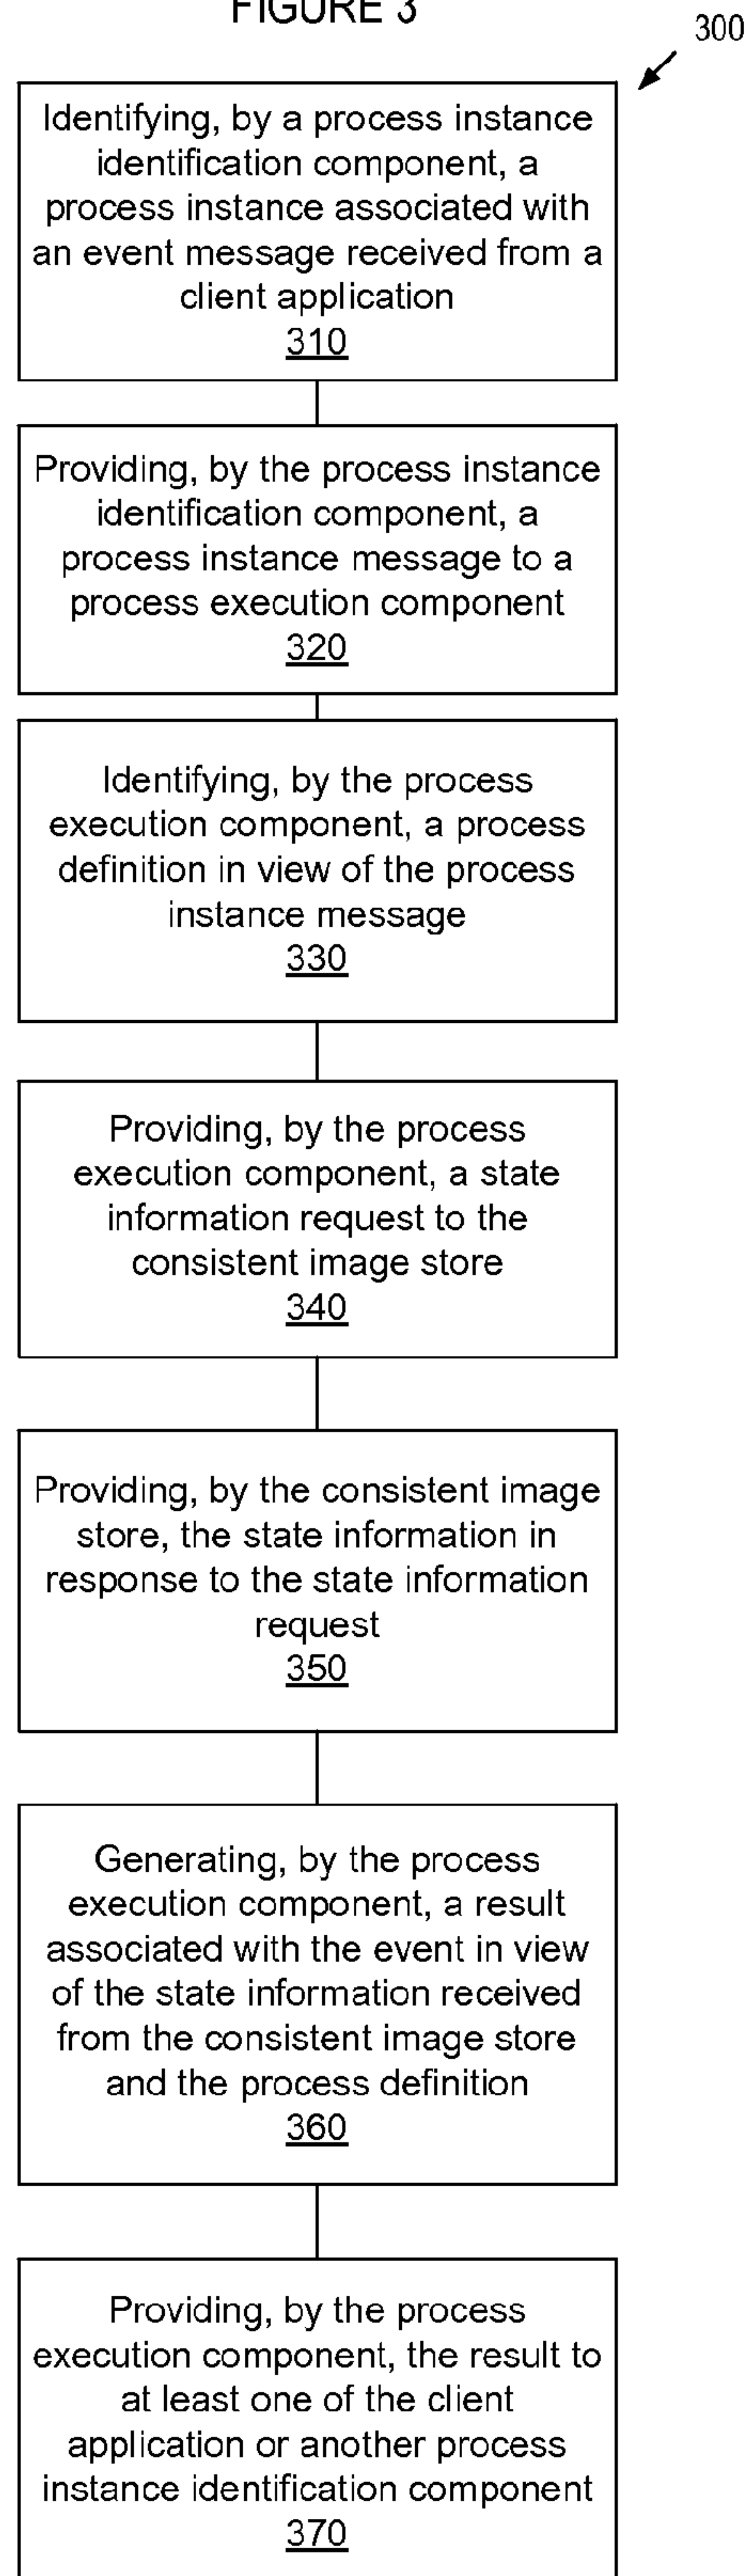 FIGURE 3
300
Identifying, by a process instance
identification component, a
process instance associated with
an event message received from a
client application
310
Providing, by the process instance
identification component, a
process instance message to a
process execution component
320
Identifying, by the process
execution component, a process
definition in view of the process
instance message
330
Providing, by the process
execution component, a state
information request to the
consistent image store
340
Providing, by the consistent image
store, the state information in
response to the state information
request
350
Generating, by the process
execution component, a result
associated with the event in view
of the state information received
from the consistent image store
and the process definition
360
Providing, by the process
execution component, the result to
at least one of the client
application or another process
instance identification component
370